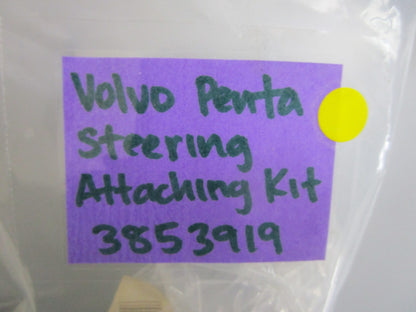 Volvo Penta
Steering
Attaching Kit
3853919